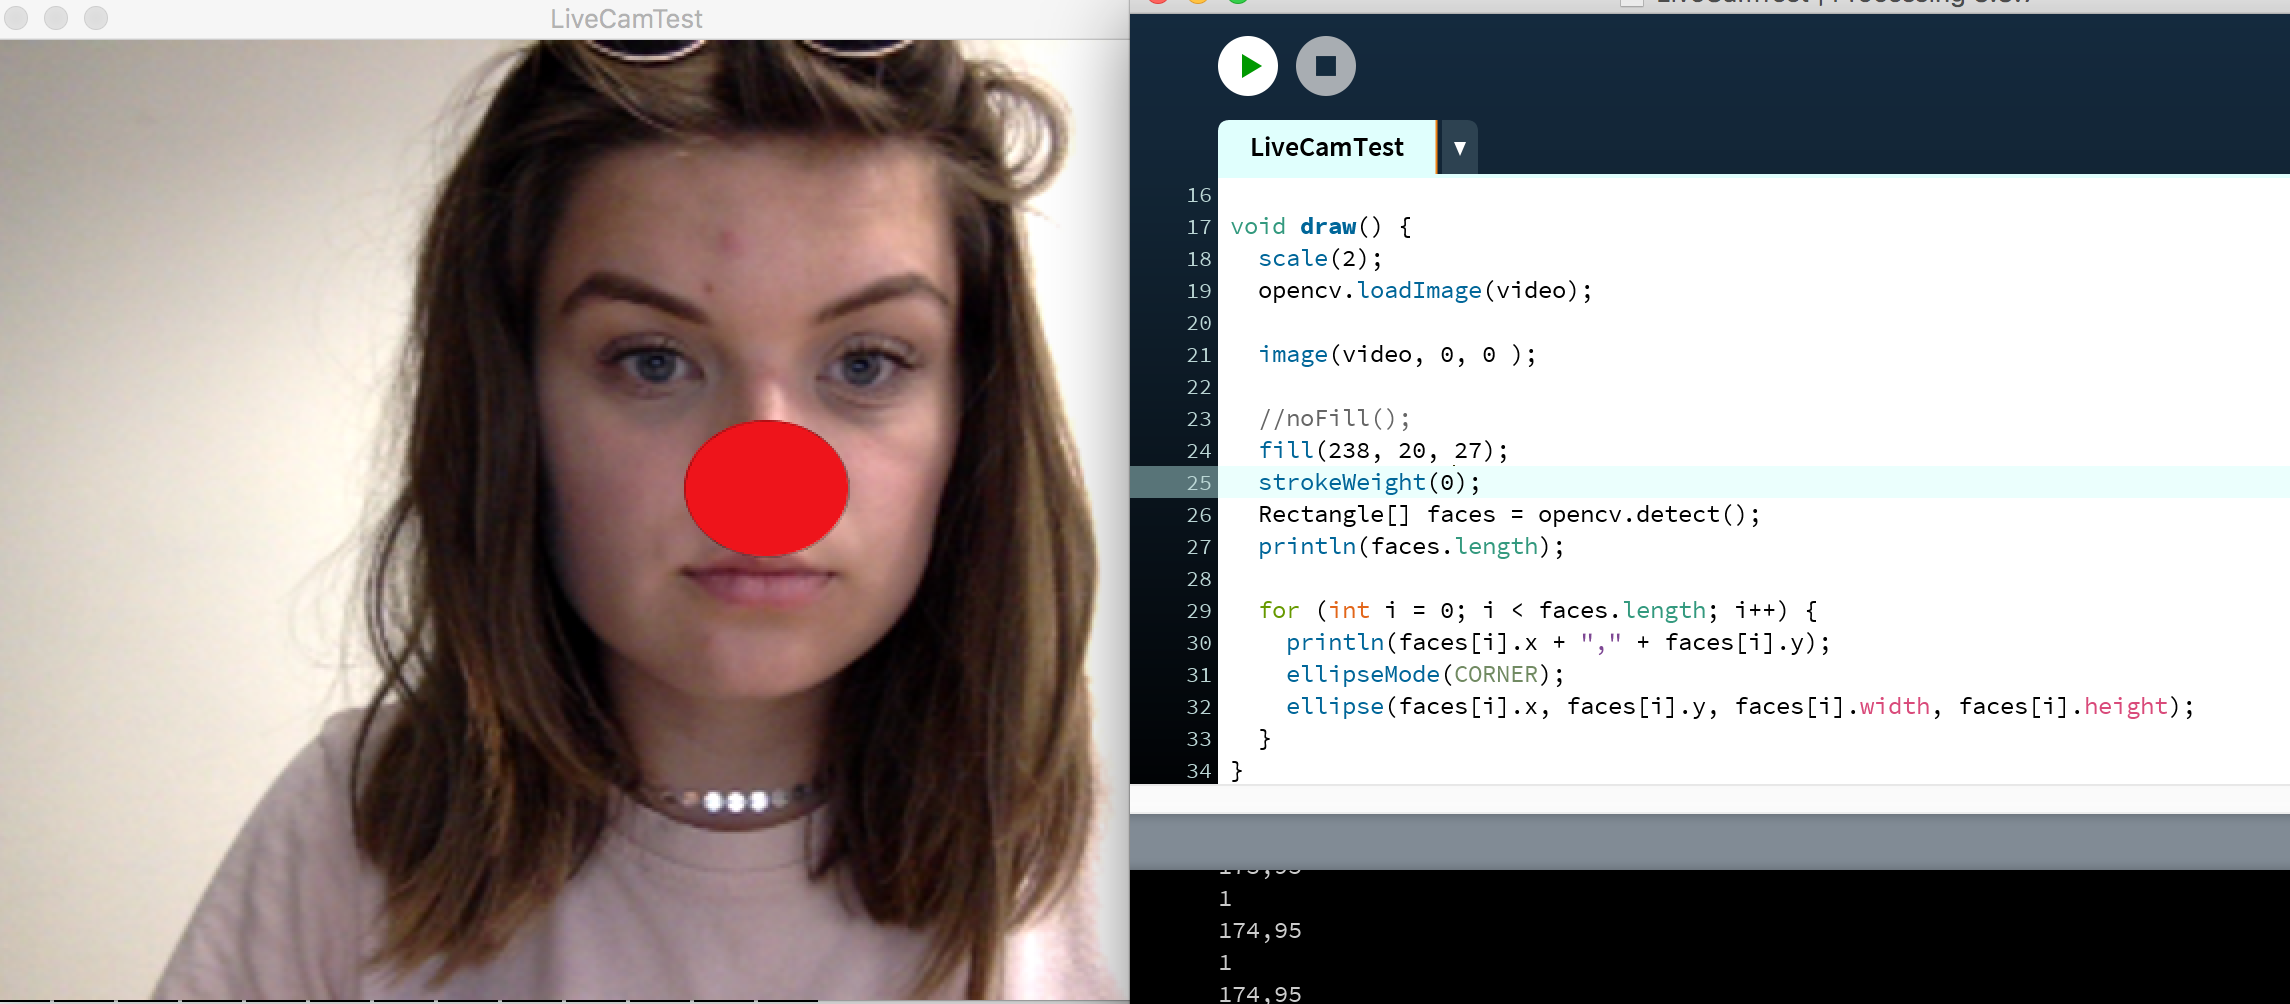 LiveCamTest
LiveCamTest
16
17 void draw() {
18 scale(2);
19 opencv.loadImage(video);
20
21 image(video, 0, 0 );
22
23 //noFill();
24 fill(238, 20, 27);
25 strokeWeight(0);
26 Rectangle[] faces = opencv.detect();
27 println(faces.length);
28
29 for (int i = 0; i < faces.length; i++) {
30 println(faces[i].x + "," + faces[i].y);
31 ellipseMode(CORNER);
32 ellipse(faces[i].x, faces[i].y, faces[i].width, faces[i].height);
33 }
34 }
1
174,95
1
174,95